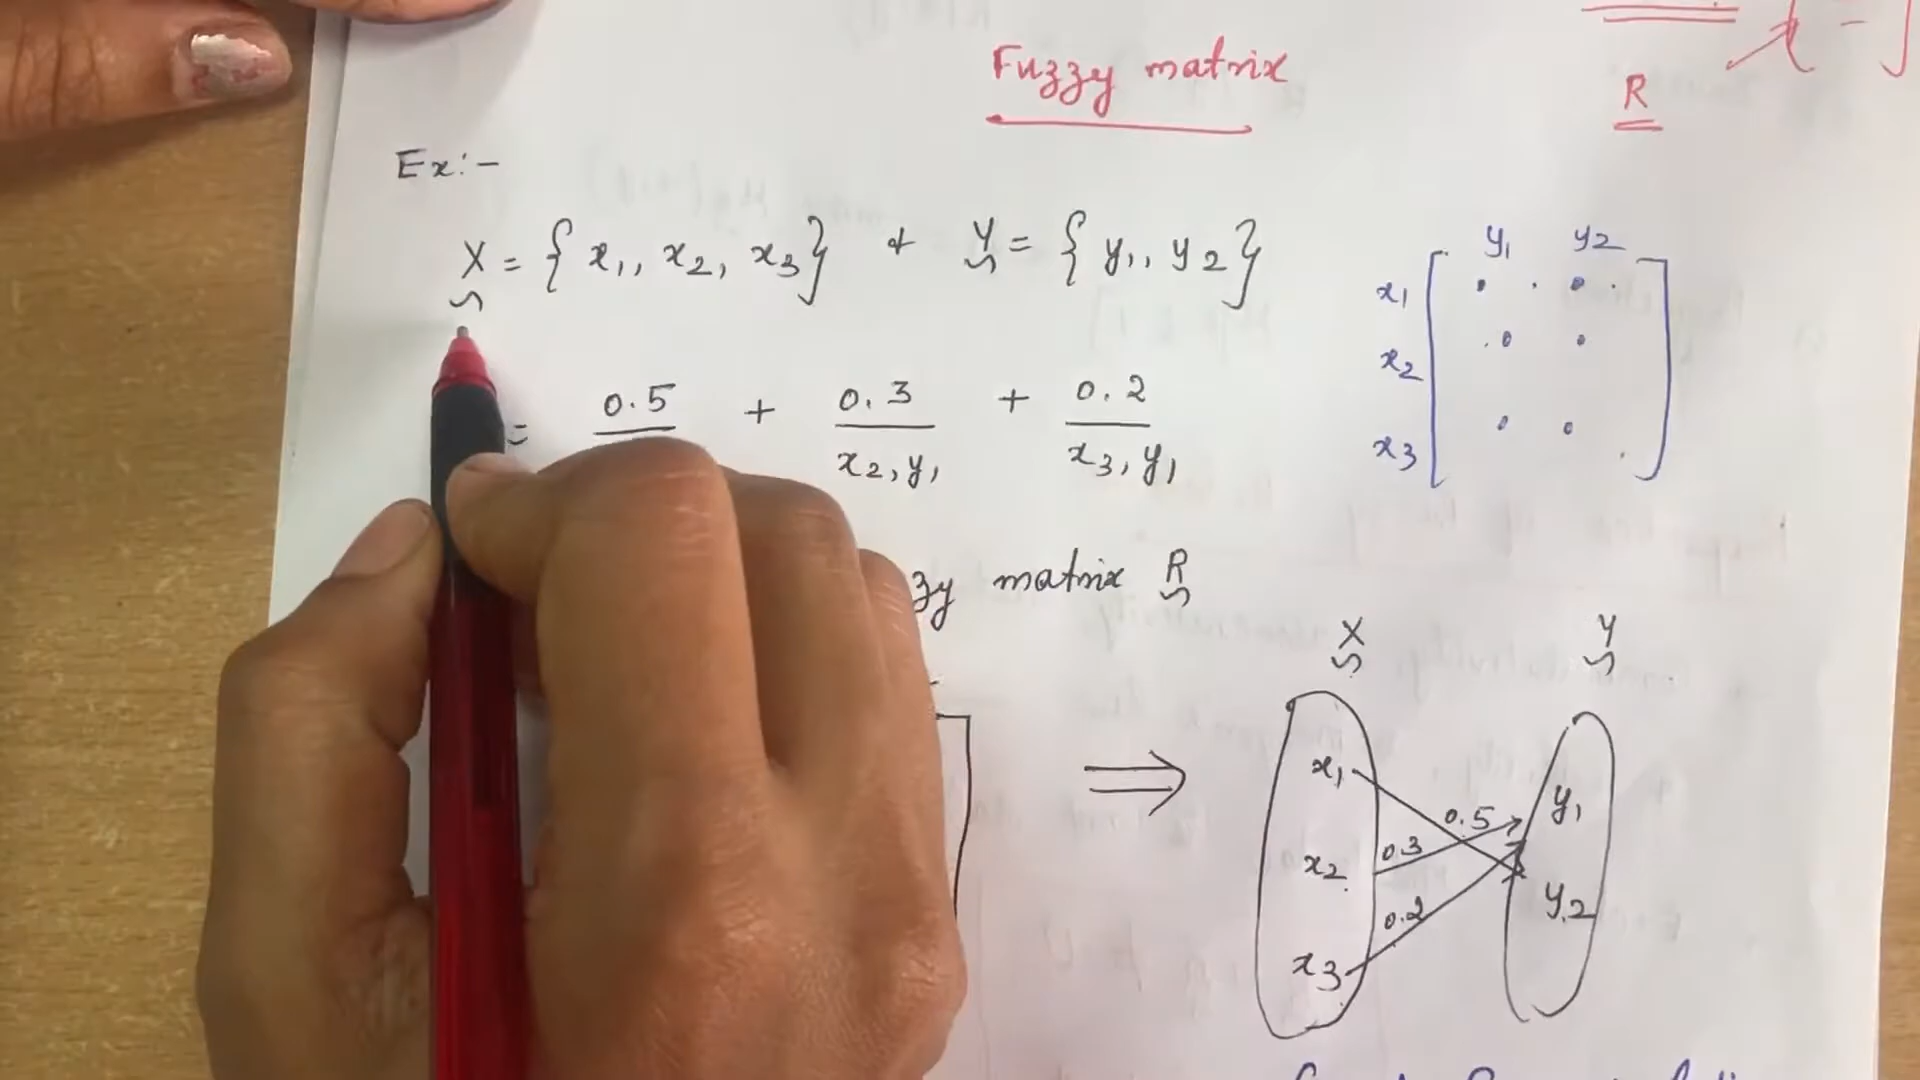 Fuzzy matrix
R
Ex:-
X = { x1, x2, x3} & Y = { y1, y2 }
y1 y2
x1
x2
x3
= 0.5 + 0.3 + 0.2
x2, y1 x3, y1
zy matrix R
X Y
x1 y1
0.5
0.3
x2 y2
0.2
x3